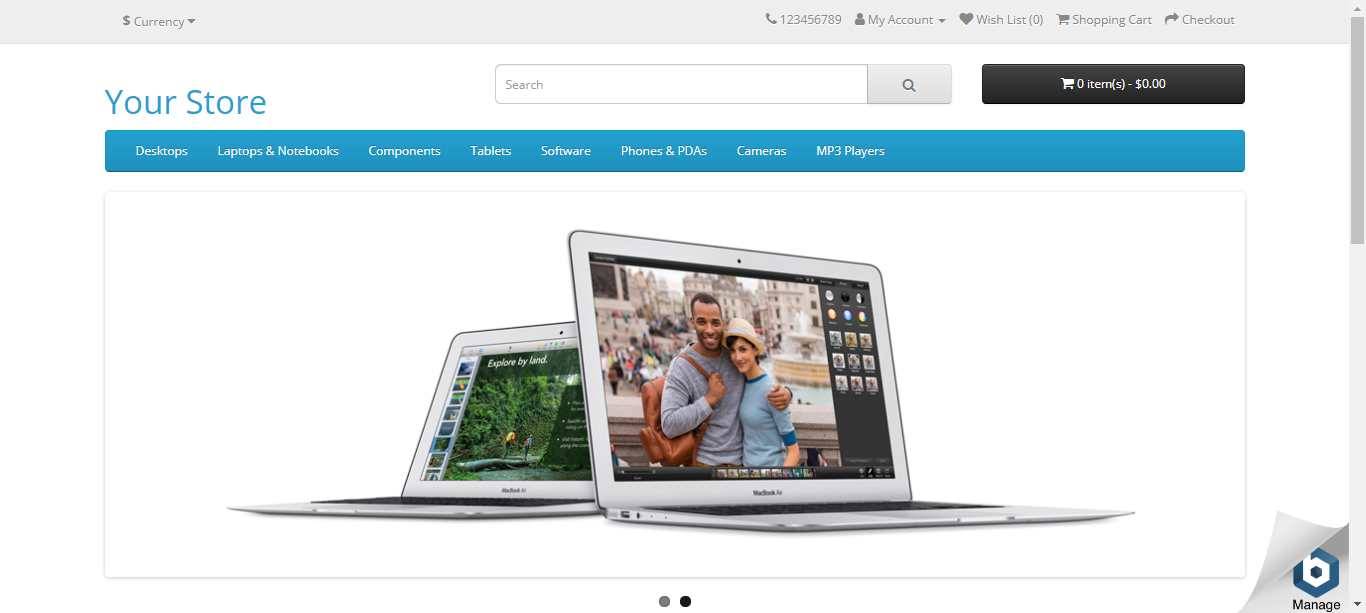 $ Currency
123456789 My Account Wish List (0) Shopping Cart Checkout
Your Store
Search
0 item(s) - $0.00
Desktops Laptops & Notebooks Components Tablets Software Phones & PDAs Cameras MP3 Players
Explore by land.
MacBook Air
MacBook Air
Manage